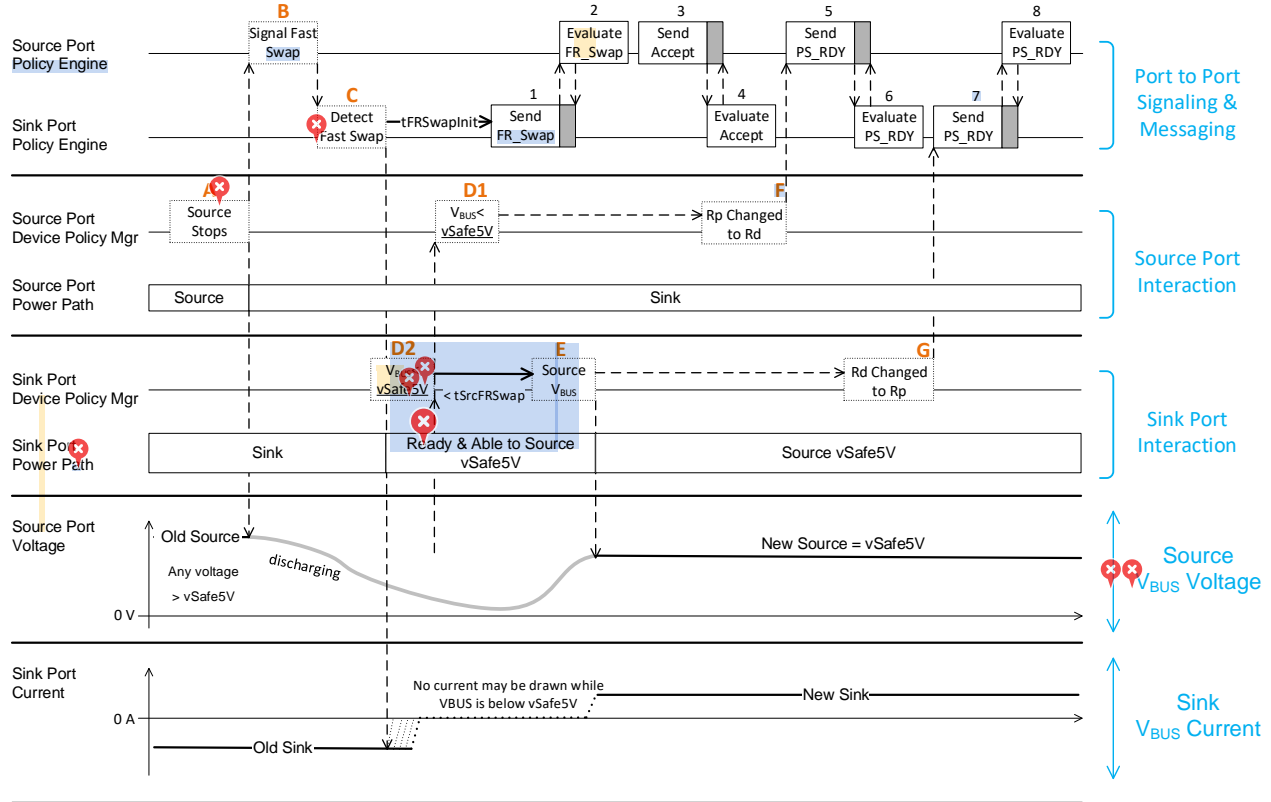 B
2
3
5
8
Source Port
Policy Engine
Signal Fast
Swap
Evaluate
FR_Swap
Send
Accept
Send
PS_RDY
Evaluate
PS_RDY
Port to Port
Signaling &
Messaging
C
1
4
6
7
Sink Port
Policy Engine
Detect
Fast Swap
tFRSwapInit
Send
FR_Swap
Evaluate
Accept
Evaluate
PS_RDY
Send
PS_RDY
A
D1
F
Source Port
Device Policy Mgr
Source
Stops
VBUS<
vSafe5V
Rp Changed
to Rd
Source Port
Interaction
Source Port
Power Path
Source
Sink
D2
E
G
Sink Port
Device Policy Mgr
vSafe5V
< tSrcFRSwap
Source
VBUS
Rd Changed
to Rp
Sink Port
Interaction
Sink Port
Power Path
Sink
Ready & Able to Source
vSafe5V
Source vSafe5V
Source Port
Voltage
Old Source
Any voltage
> vSafe5V
discharging
New Source = vSafe5V
0 V
Source
VBUS Voltage
Sink Port
Current
No current may be drawn while
VBUS is below vSafe5V
New Sink
0 A
Old Sink
Sink
VBUS Current